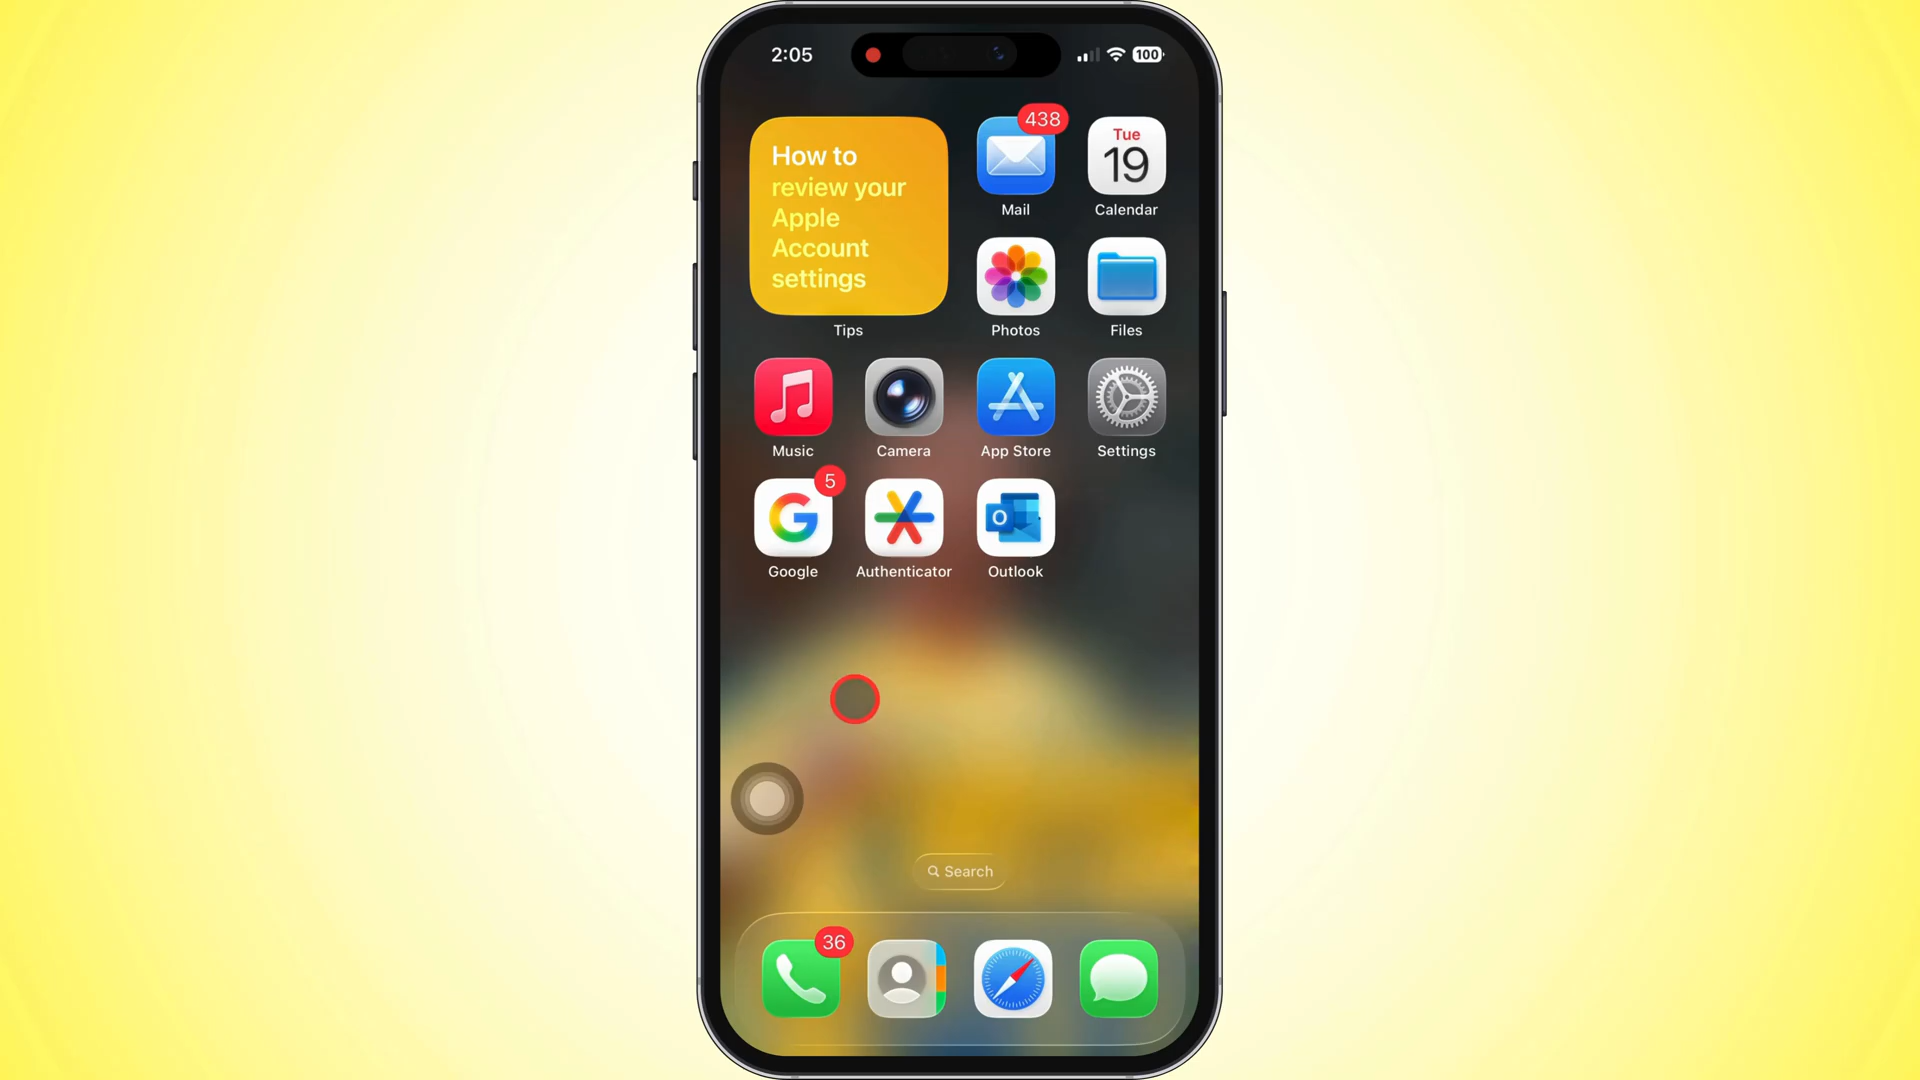 2:05
100
How to
review your
Apple
Account
settings
Tips
438
Mail
Tue
19
Calendar
Photos
Files
Music
Camera
App Store
Settings
5
Google
Authenticator
O
Outlook
Search
36